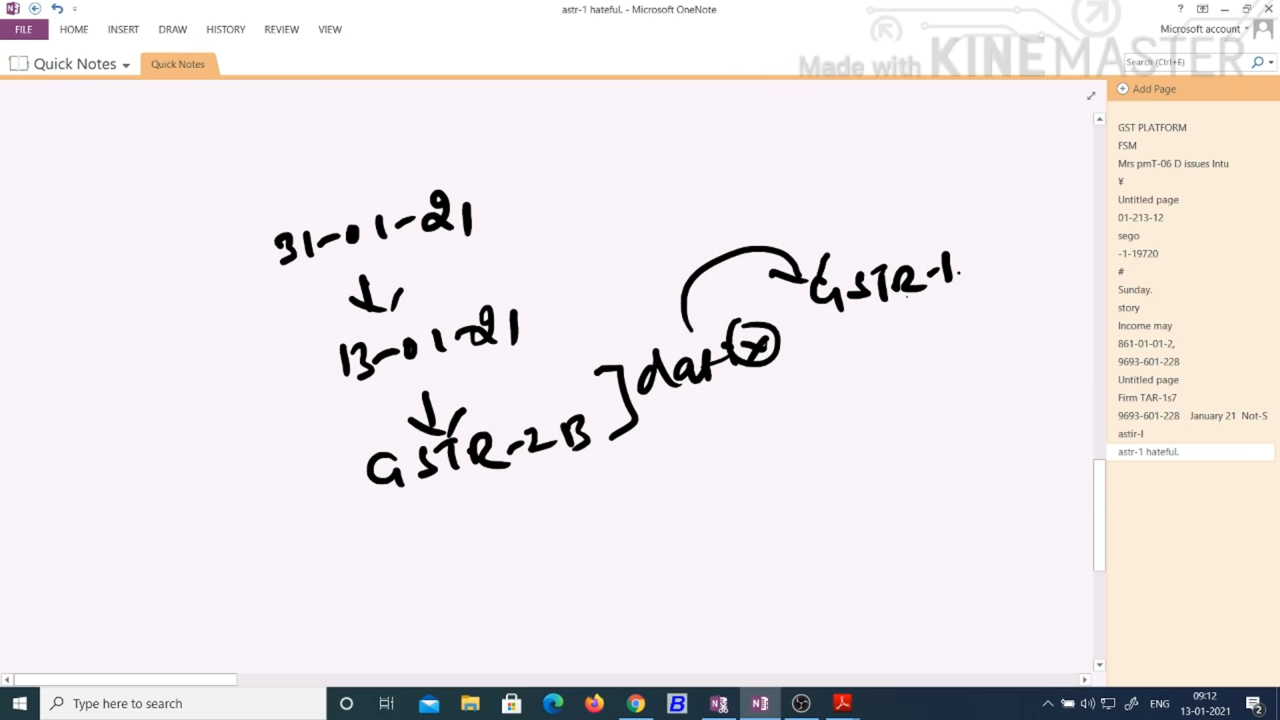 astr-1 hateful. - Microsoft OneNote
FILE HOME INSERT DRAW HISTORY REVIEW VIEW
Microsoft account
Quick Notes
Quick Notes
Made with KINEMASTER
Search (Ctrl+E)
Add Page
GST PLATFORM
FSM
Mrs pmT-06 D issues Intu
¥
Untitled page
01-213-12
sego
-1-19720
#
Sunday.
story
Income may
861-01-01-2,
9693-601-228
Untitled page
Firm TAR-1s7
9693-601-228 January 21 Not-S
astir-I
astr-1 hateful.
31-01-21
13-01-21
GSTR-2B
GSTR-1.
Type here to search
ENG
09:12
13-01-2021
2